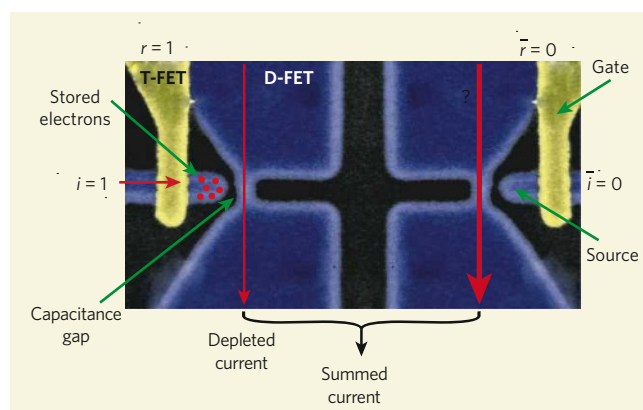 r = 1
r̄ = 0
T-FET
D-FET
Gate
Stored
electrons
?
i = 1
i̅ = 0
Source
Capacitance
gap
Depleted
current
Summed
current